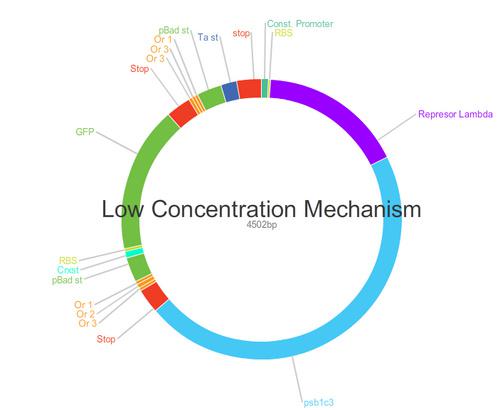 Const. Promoter
RBS
Represor Lambda
psb1c3
Stop
Or 3
Or 2
Or 1
pBad st
Cnxst
RBS
GFP
Stop
Or 3
Or 3
Or 1
pBad st
Ta st
stop
Low Concentration Mechanism
4502bp